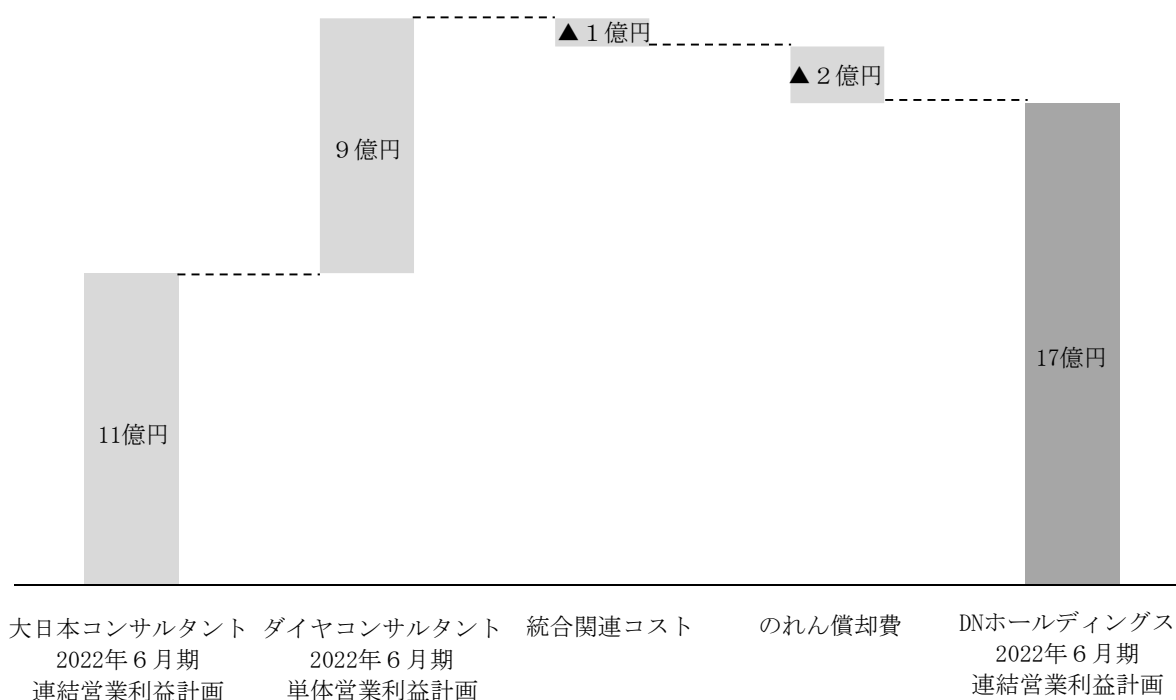 ▲１億円
▲２億円
９億円
17億円
11億円
大日本コンサルタント
2022年６月期
連結営業利益計画
ダイヤコンサルタント
2022年６月期
単体営業利益計画
統合関連コスト
のれん償却費
DNホールディングス
2022年６月期
連結営業利益計画